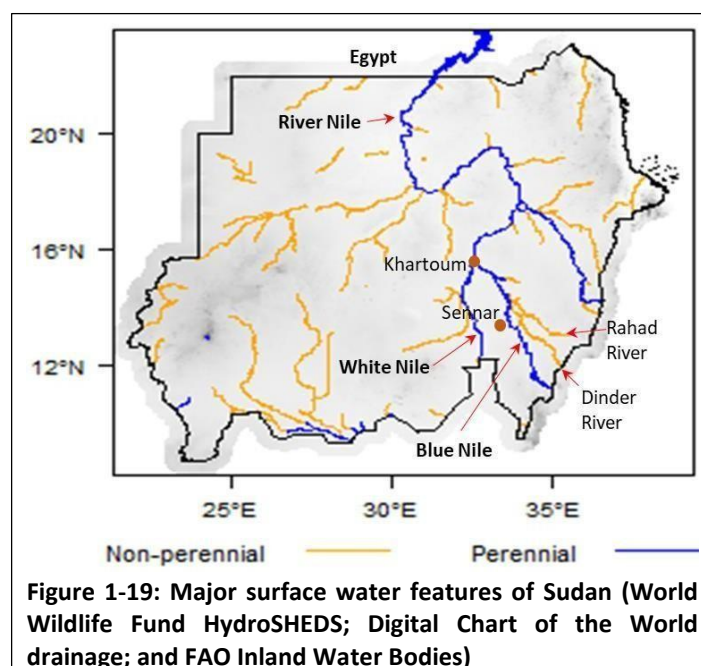 Egypt
River Nile
20°N
16°N
Khartoum
Sennar
Rahad
River
12°N
White Nile
Dinder
River
Blue Nile
25°E 30°E 35°E
Non-perennial Perennial
Figure 1-19: Major surface water features of Sudan (World
Wildlife Fund HydroSHEDS; Digital Chart of the World
drainage; and FAO Inland Water Bodies)